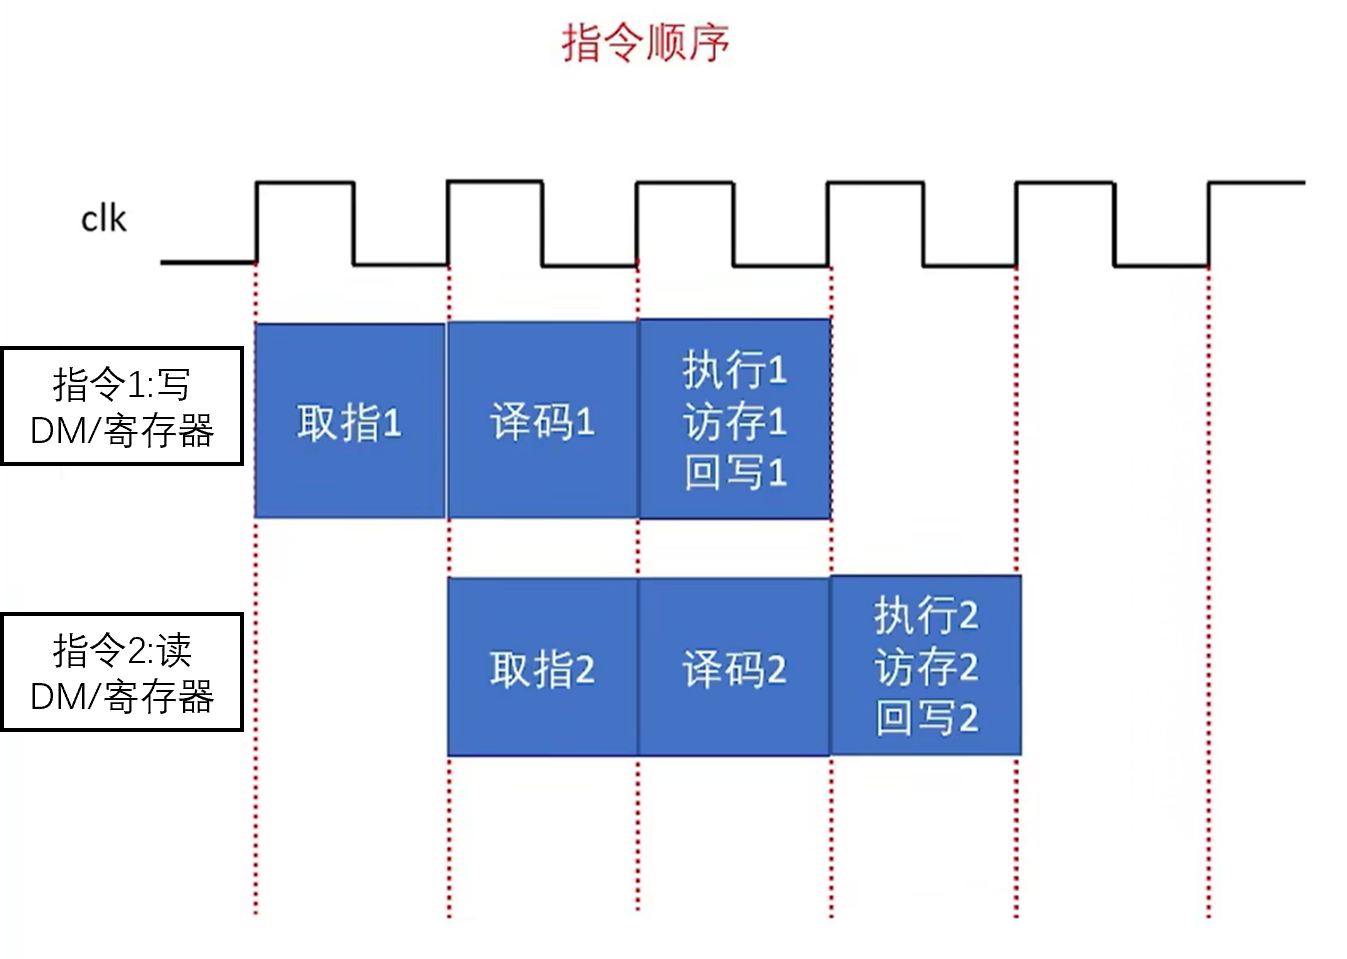 指令顺序
clk
指令1:写
DM/寄存器
取指1
译码1
执行1
访存1
回写1
指令2:读
DM/寄存器
取指2
译码2
执行2
访存2
回写2